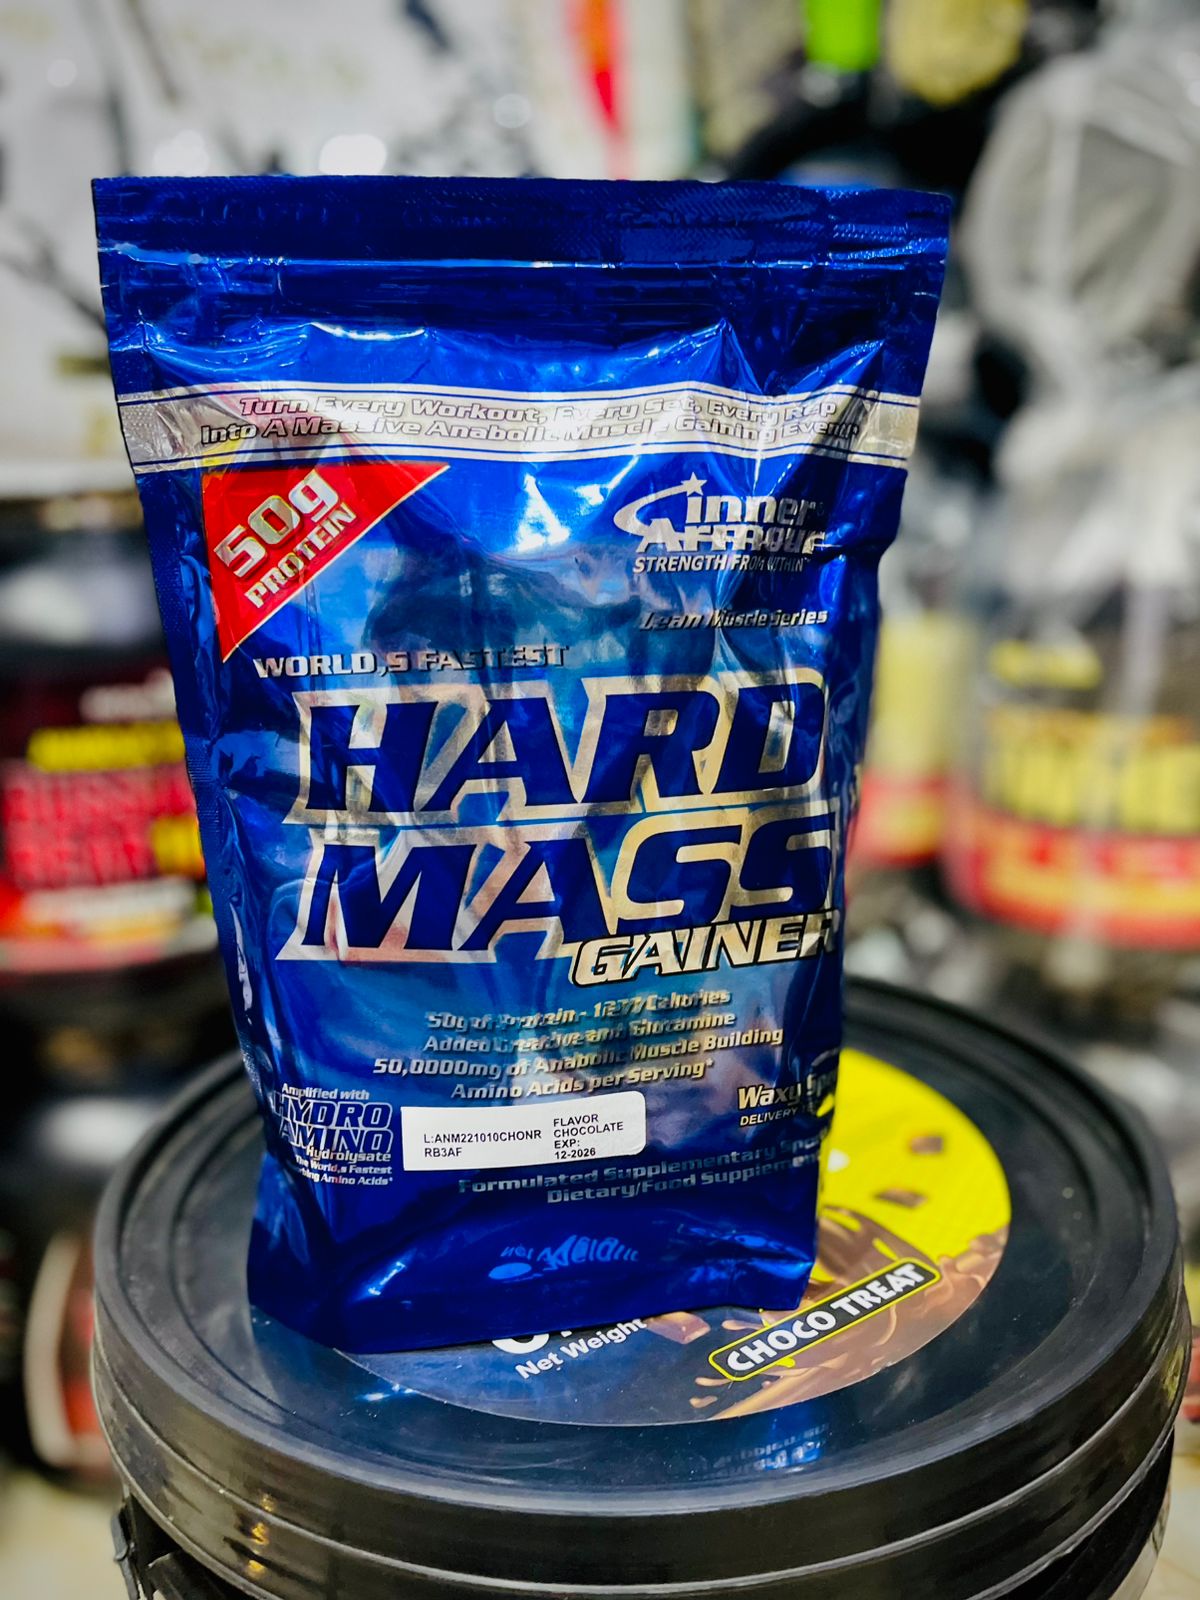 Turn Every Workout, Every Set, Every Rep
Into A Massive Anabolic Muscle Gaining Event*
50g
PROTEIN
inner
Armour
STRENGTH FROM WITHIN™
Lean Muscle Series
WORLD,S FASTEST
HARD
MASS
GAINER
50g of Protein - 1277 Calories
Added Creatine and Glutamine
50,0000mg of Anabolic Muscle Building
Amino Acids per Serving*
Amplified with
HYDRO
AMINO
Hydrolysate
The World,s Fastest
Amino Acids*
Waxy
DELIVERY
L:ANM221010CHONR
RB3AF
FLAVOR
CHOCOLATE
EXP:
12-2026
Formulated Supplementary
Dietary/Food Supplement
Net Weight
CHOCO TREAT